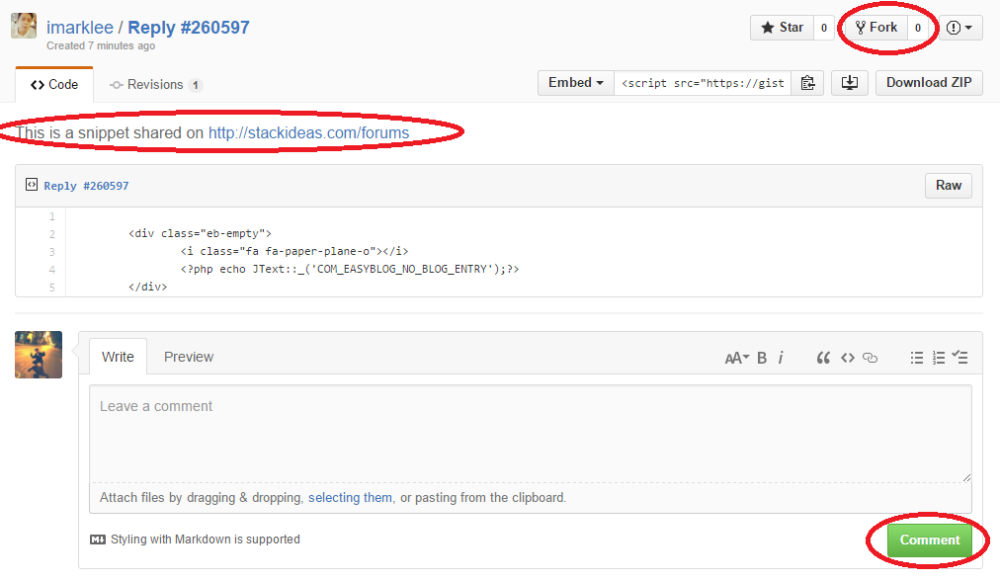 imarklee / Reply #260597
Created 7 minutes ago
Star 0 Fork 0
Code Revisions 1
Embed <script src="https://gist Download ZIP
This is a snippet shared on http://stackideas.com/forums
Reply #260597 Raw
1
2 <div class="eb-empty">
3 <i class="fa fa-paper-plane-o"></i>
4 <?php echo JText::_('COM_EASYBLOG_NO_BLOG_ENTRY');?>
5 </div>
Write Preview AA B i
Leave a comment
Attach files by dragging & dropping, selecting them, or pasting from the clipboard.
Styling with Markdown is supported
Comment